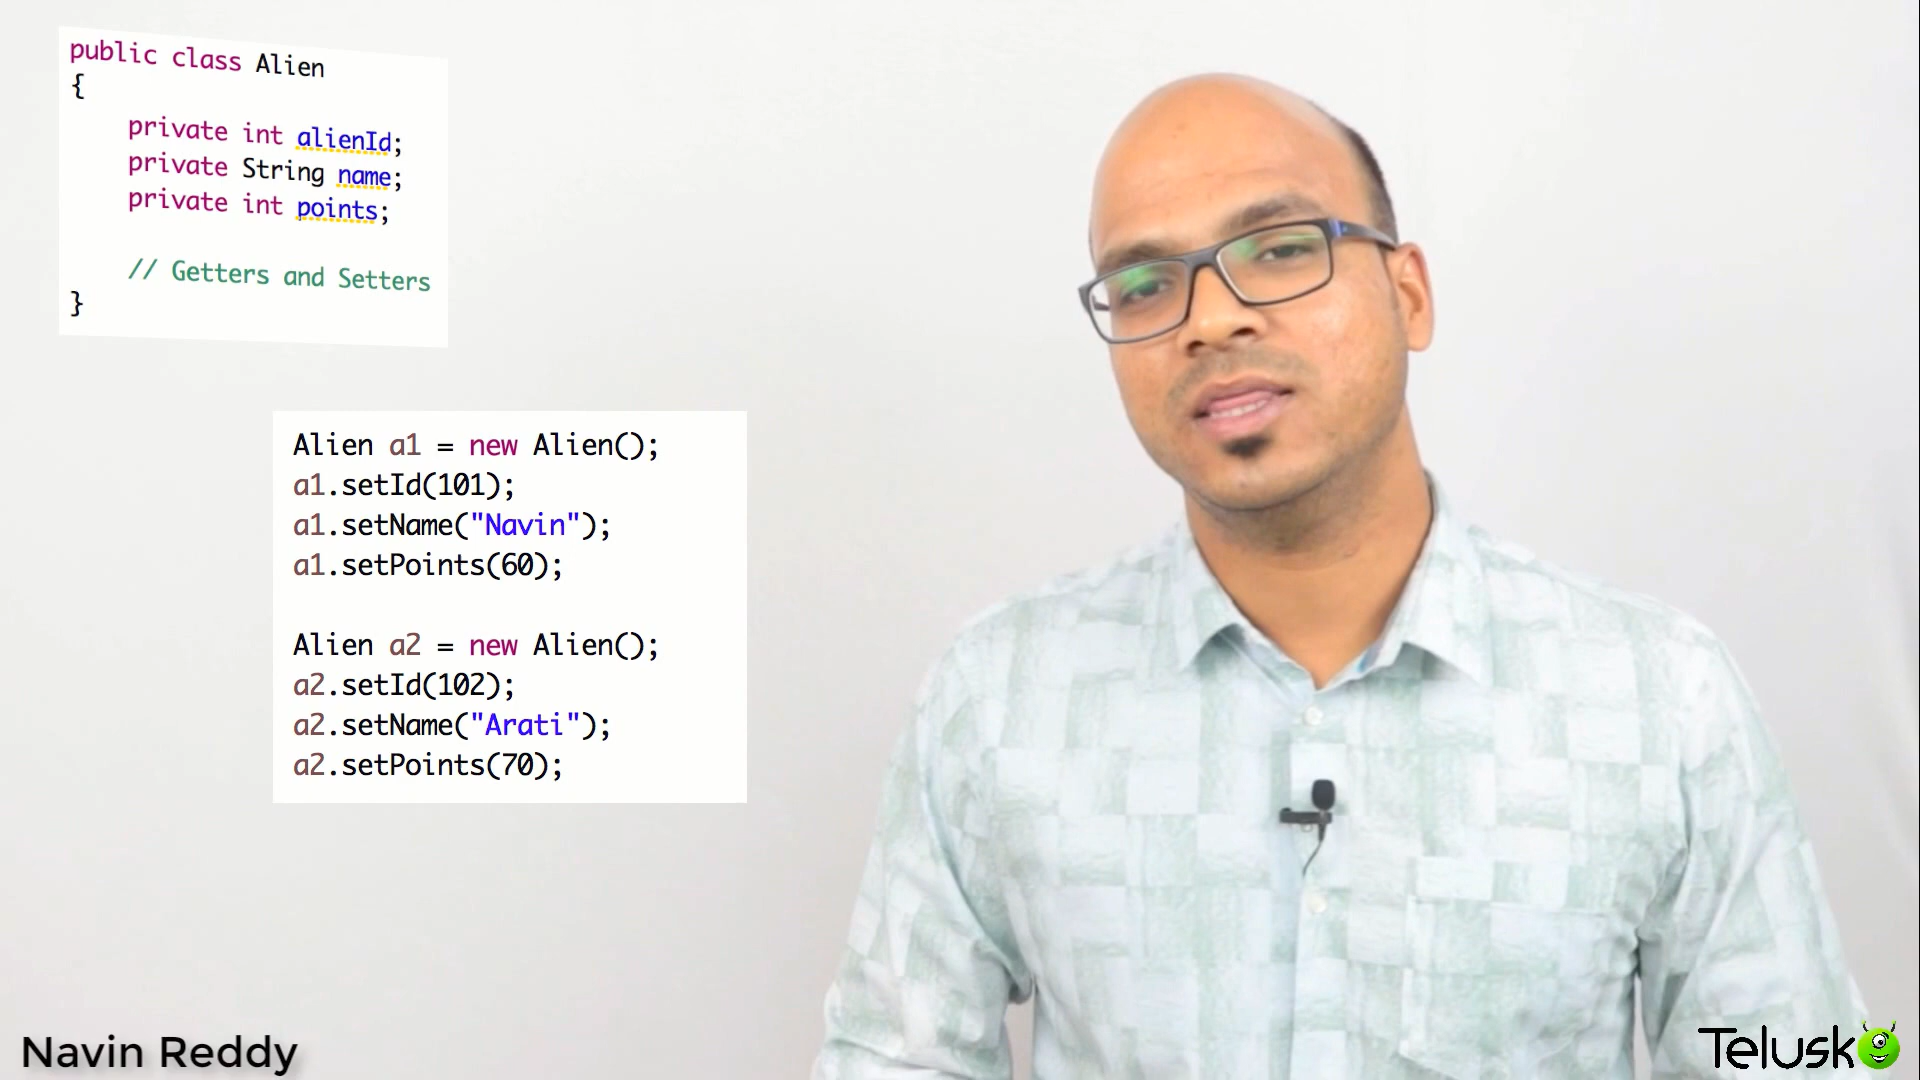 public class Alien
{
private int alienId;
private String name;
private int points;
// Getters and Setters
}
Alien a1 = new Alien();
a1.setId(101);
a1.setName("Navin");
a1.setPoints(60);
Alien a2 = new Alien();
a2.setId(102);
a2.setName("Arati");
a2.setPoints(70);
Navin Reddy
Telusko